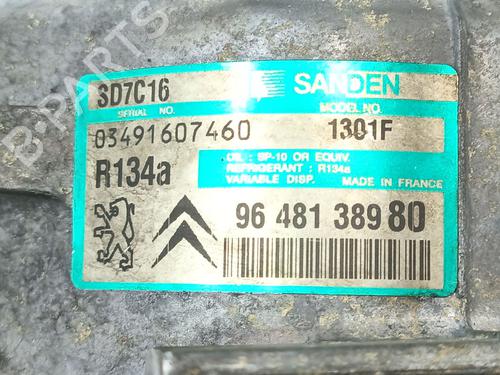 SD7C16
SANDEN
SERIAL NO.
MODEL NO.
03491607460
1301F
R134a
OIL : SP-10 OR EQUIV.
REFRIGERANT : R134a
VARIABLE DISP.
MADE IN FRANCE
96 481 389 80
B-PARTS